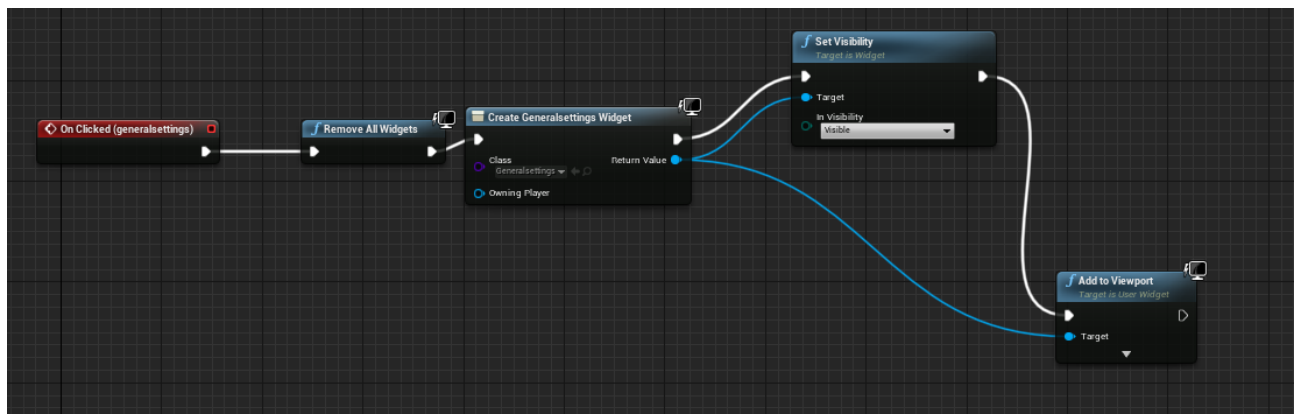 On Clicked (generalsettings)
Remove All Widgets
Create Generalsettings Widget
Class
Generalsettings
Return Value
Owning Player
Set Visibility
Target is Widget
Target
In Visibility
Visible
Add to Viewport
Target is User Widget
Target